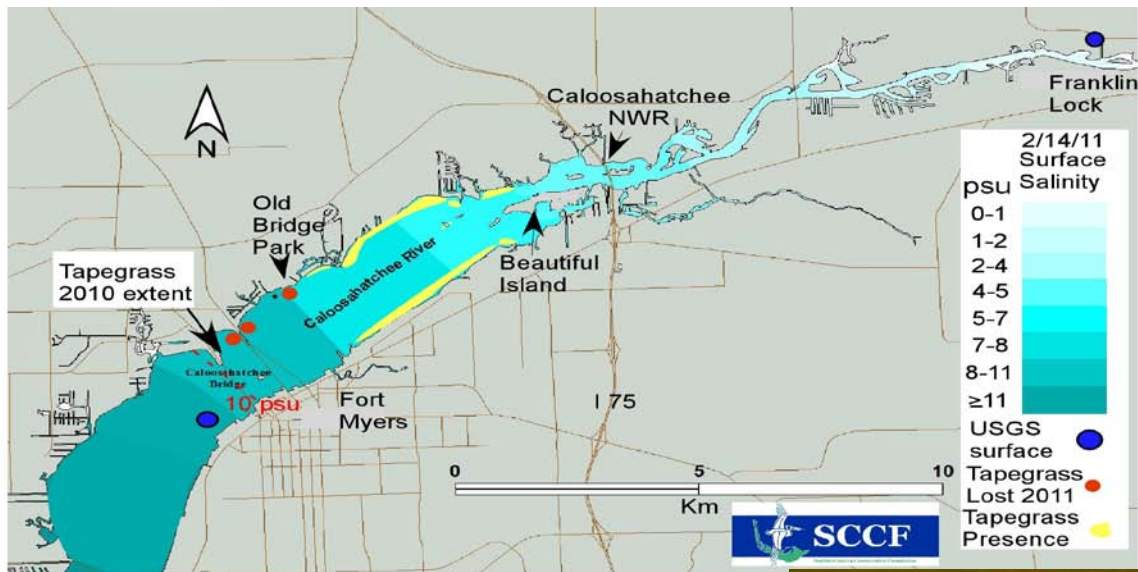 Franklin
Lock
Caloosahatchee
NWR
N
Old
Bridge
Park
Tapegrass
2010 extent
Caloosahatchee River
Beautiful
Island
Caloosahatchee
Bridge
10 psu
Fort
Myers
I 75
0
5
10
Km
SCCF
2/14/11
Surface
Salinity
psu
0-1
1-2
2-4
4-5
5-7
7-8
8-11
≥11
USGS
surface
Tapegrass
Lost 2011
Tapegrass
Presence